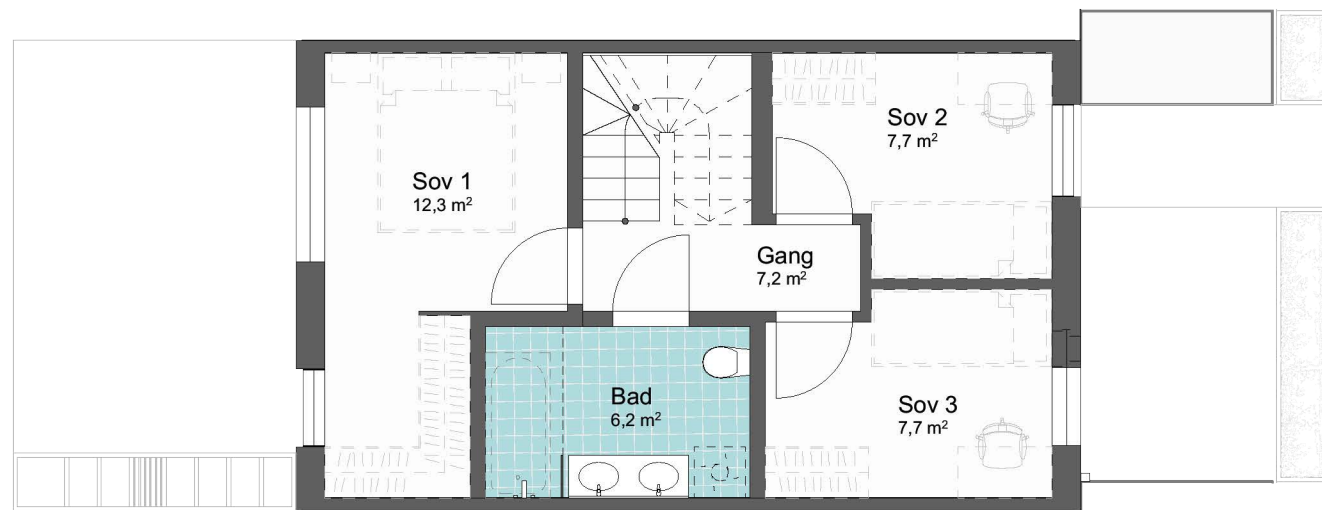 Sov 1
12,3 m²
Sov 2
7,7 m²
Gang
7,2 m²
Bad
6,2 m²
Sov 3
7,7 m²